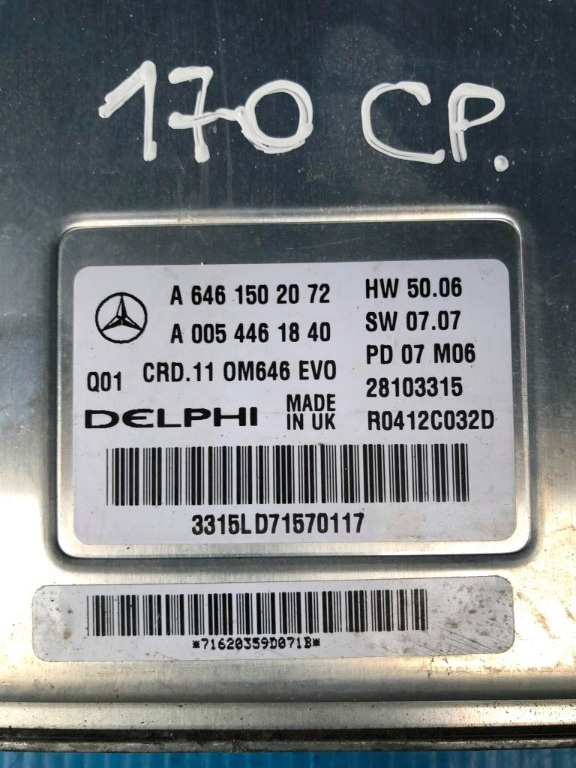 170 CP.
A 646 150 20 72 HW 50.06
A 005 446 18 40 SW 07.07
Q01 CRD.11 OM646 EVO PD 07 M06
28103315
DELPHI MADE IN UK R0412C032D
3315LD71570117
*71620359D071B*